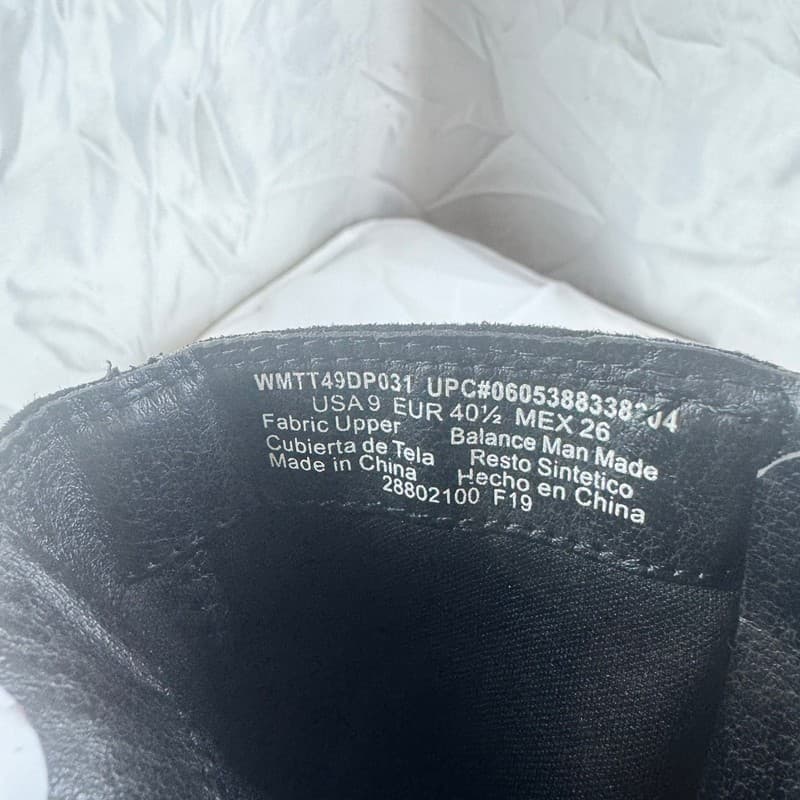 WMTT49DP031 UPC#
USA 9 EUR 40½ MEX 26
Fabric Upper Balance Man Made
Cubierta de Tela Resto Sintetico
Made in China Hecho en China
28802100 F19